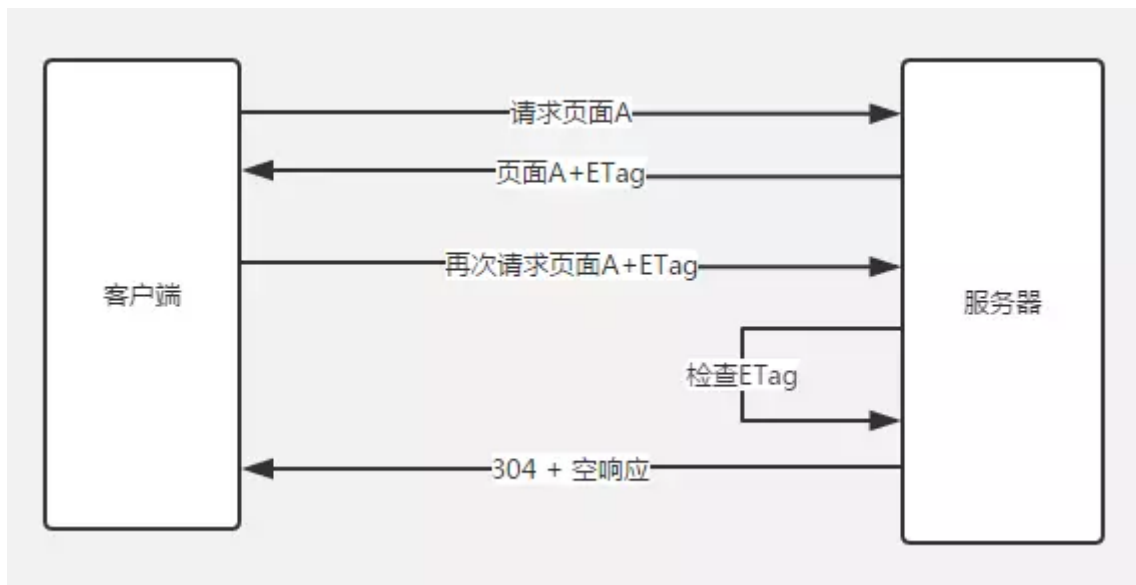 请求页面A
页面A+ETag
再次请求页面A+ETag
客户端
服务器
检查ETag
304 + 空响应